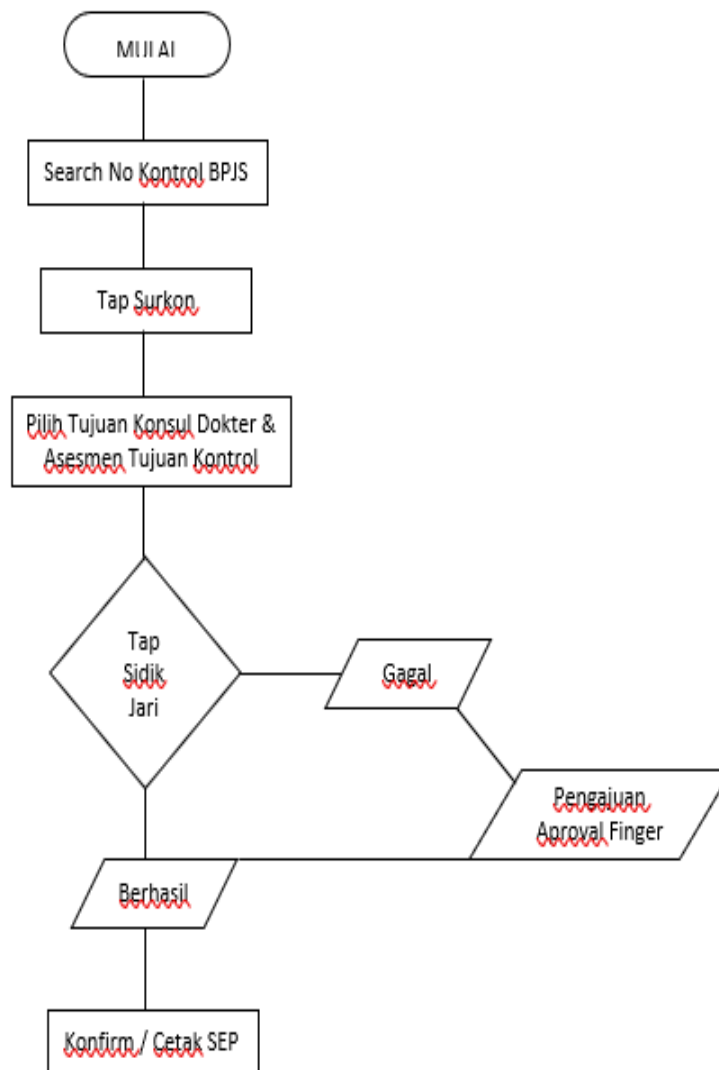 Search No Kontrol BPJS
Tap Surkon
Pilih Tujuan Konsul Dokter &
Asesmen Tujuan Kontrol
Tap
Sidik
Jari
Gagal
Pengajuan
Aproval Finger
Berhasil
Konfirm / Cetak SEP